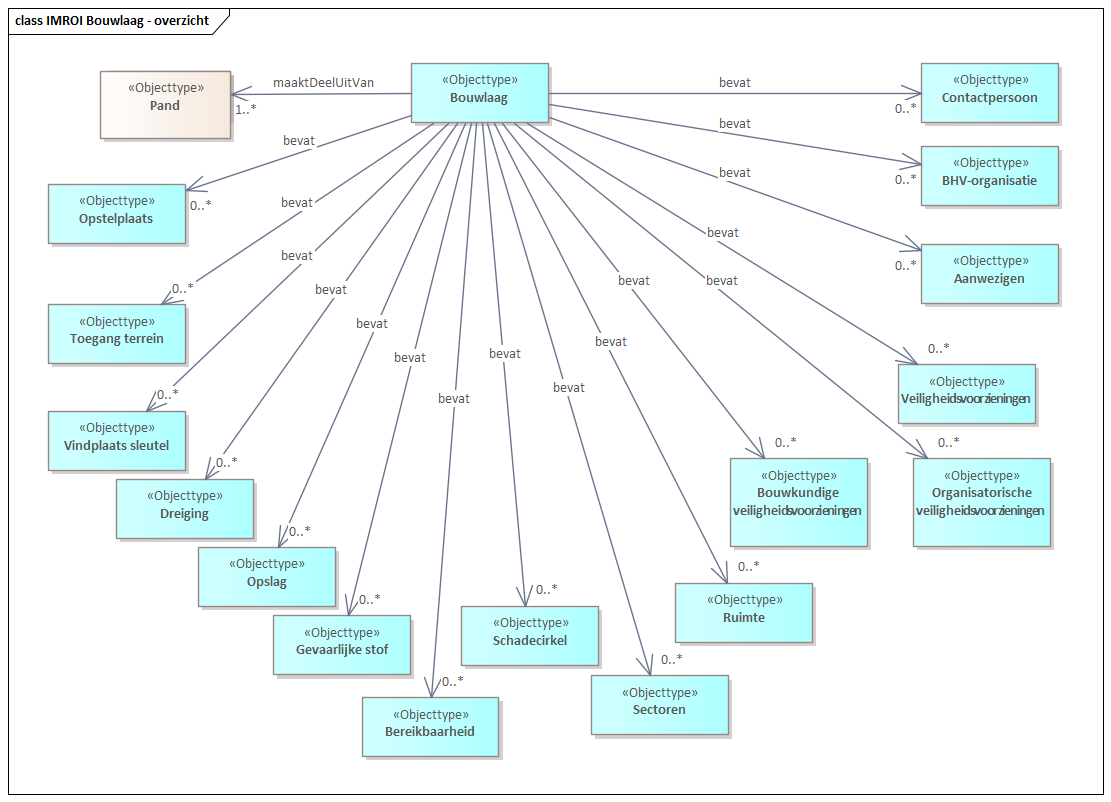 class IMROI Bouwlaag - overzicht
«Objecttype»
Bouwlaag
«Objecttype»
Pand
maaktDeelUitVan
1..*
bevat
0..*
«Objecttype»
Contactpersoon
bevat
0..*
«Objecttype»
BHV-organisatie
bevat
0..*
«Objecttype»
Aanwezigen
bevat
0..*
«Objecttype»
Opstelplaats
bevat
0..*
«Objecttype»
Toegang terrein
bevat
0..*
«Objecttype»
Vindplaats sleutel
bevat
0..*
«Objecttype»
Dreiging
bevat
0..*
«Objecttype»
Opslag
bevat
0..*
«Objecttype»
Gevaarlijke stof
bevat
0..*
«Objecttype»
Bereikbaarheid
bevat
0..*
«Objecttype»
Schadecirkel
bevat
0..*
«Objecttype»
Sectoren
bevat
0..*
«Objecttype»
Ruimte
bevat
0..*
«Objecttype»
Bouwkundige
veiligheidsvoorzieningen
bevat
0..*
«Objecttype»
Organisatorische
veiligheidsvoorzieningen
bevat
0..*
«Objecttype»
Veiligheidsvoorzieningen